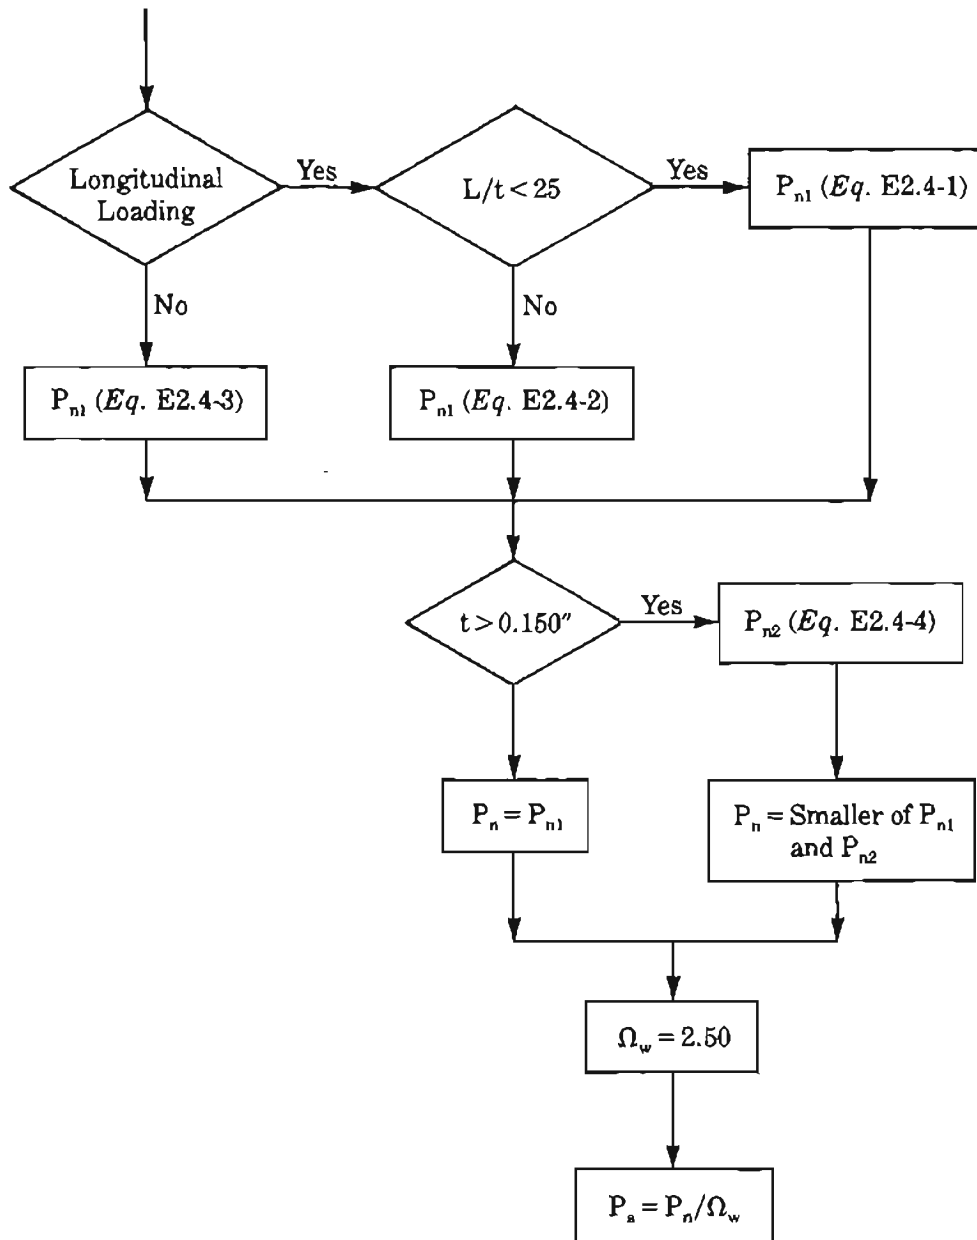 Longitudinal
Loading
Yes
L/t < 25
Yes
Pn1 (Eq. E2.4-1)
No
No
Pn1 (Eq. E2.4-3)
Pn1 (Eq. E2.4-2)
t > 0.150″
Yes
Pn2 (Eq. E2.4-4)
Pn = Pn1
Pn = Smaller of Pn1
and Pn2
Ωw = 2.50
Pa = Pn/Ωw